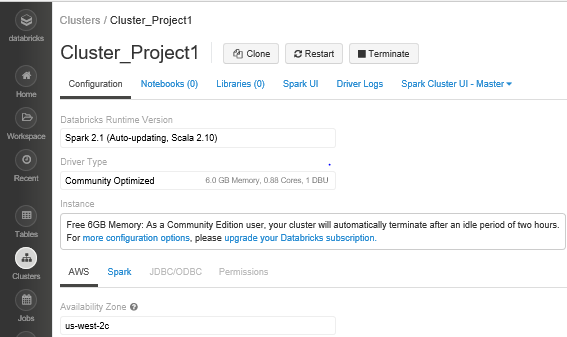 databricks
Home
Workspace
Recent
Tables
Clusters
Jobs
Clusters / Cluster_Project1
Cluster_Project1
Clone
Restart
Terminate
Configuration
Notebooks (0)
Libraries (0)
Spark UI
Driver Logs
Spark Cluster UI - Master
Databricks Runtime Version
Spark 2.1 (Auto-updating, Scala 2.10)
Driver Type
Community Optimized
6.0 GB Memory, 0.88 Cores, 1 DBU
Instance
Free 6GB Memory: As a Community Edition user, your cluster will automatically terminate after an idle period of two hours.
For more configuration options, please upgrade your Databricks subscription.
AWS
Spark
JDBC/ODBC
Permissions
Availability Zone ?
us-west-2c